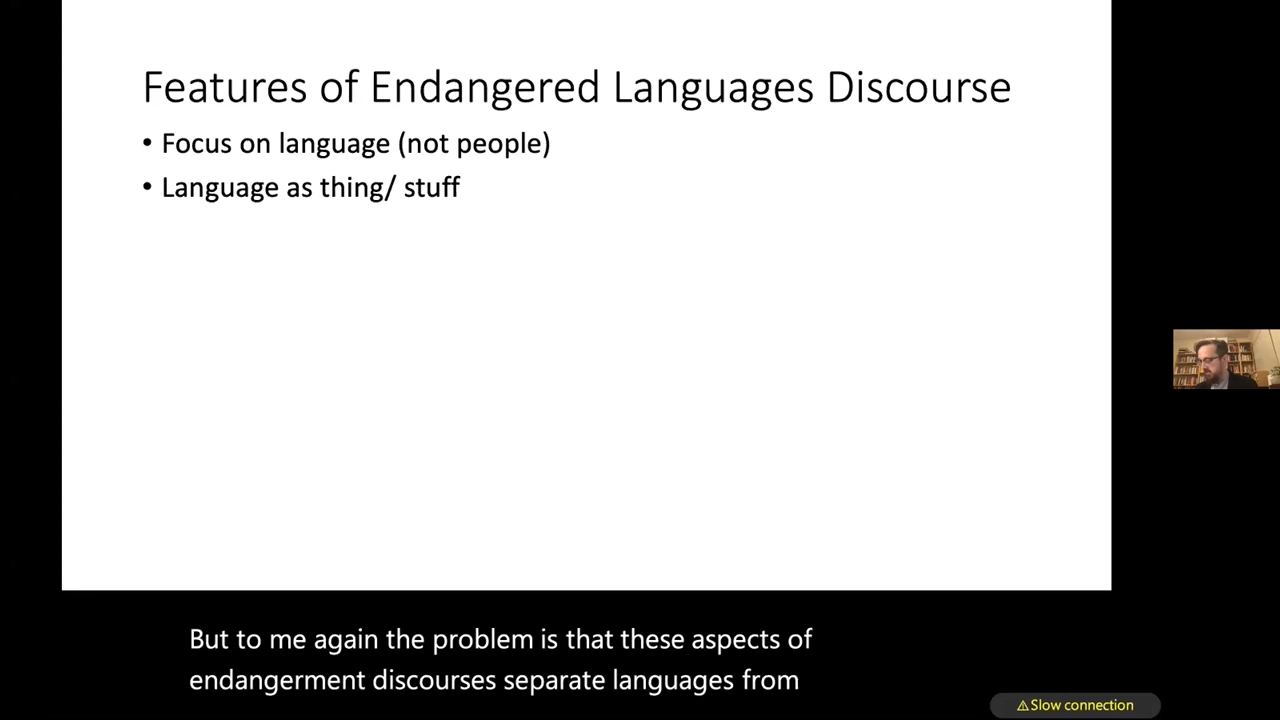 Features of Endangered Languages Discourse
• Focus on language (not people)
• Language as thing/ stuff
But to me again the problem is that these aspects of
endangerment discourses separate languages from
⚠Slow connection